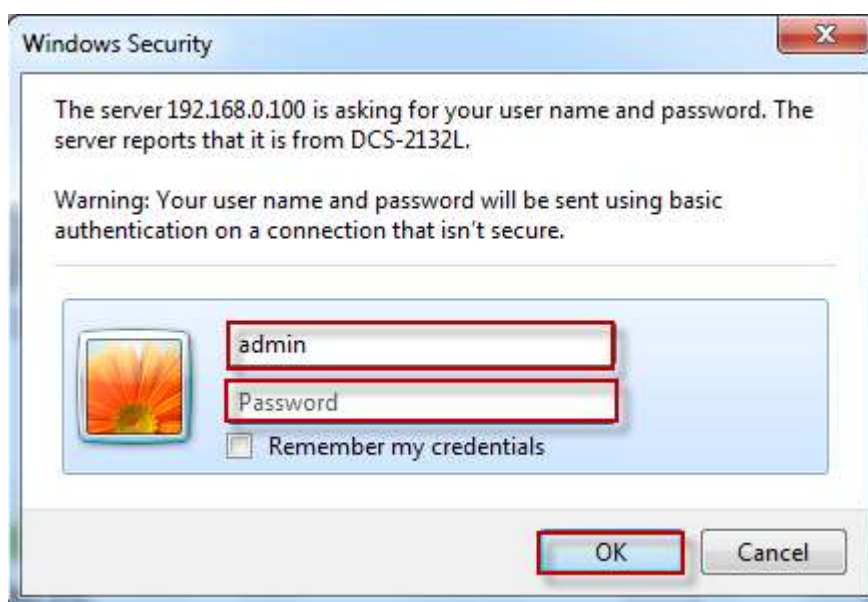 Windows Security
The server 192.168.0.100 is asking for your user name and password. The
server reports that it is from DCS-2132L.
Warning: Your user name and password will be sent using basic
authentication on a connection that isn't secure.
admin
Password
Remember my credentials
OK
Cancel